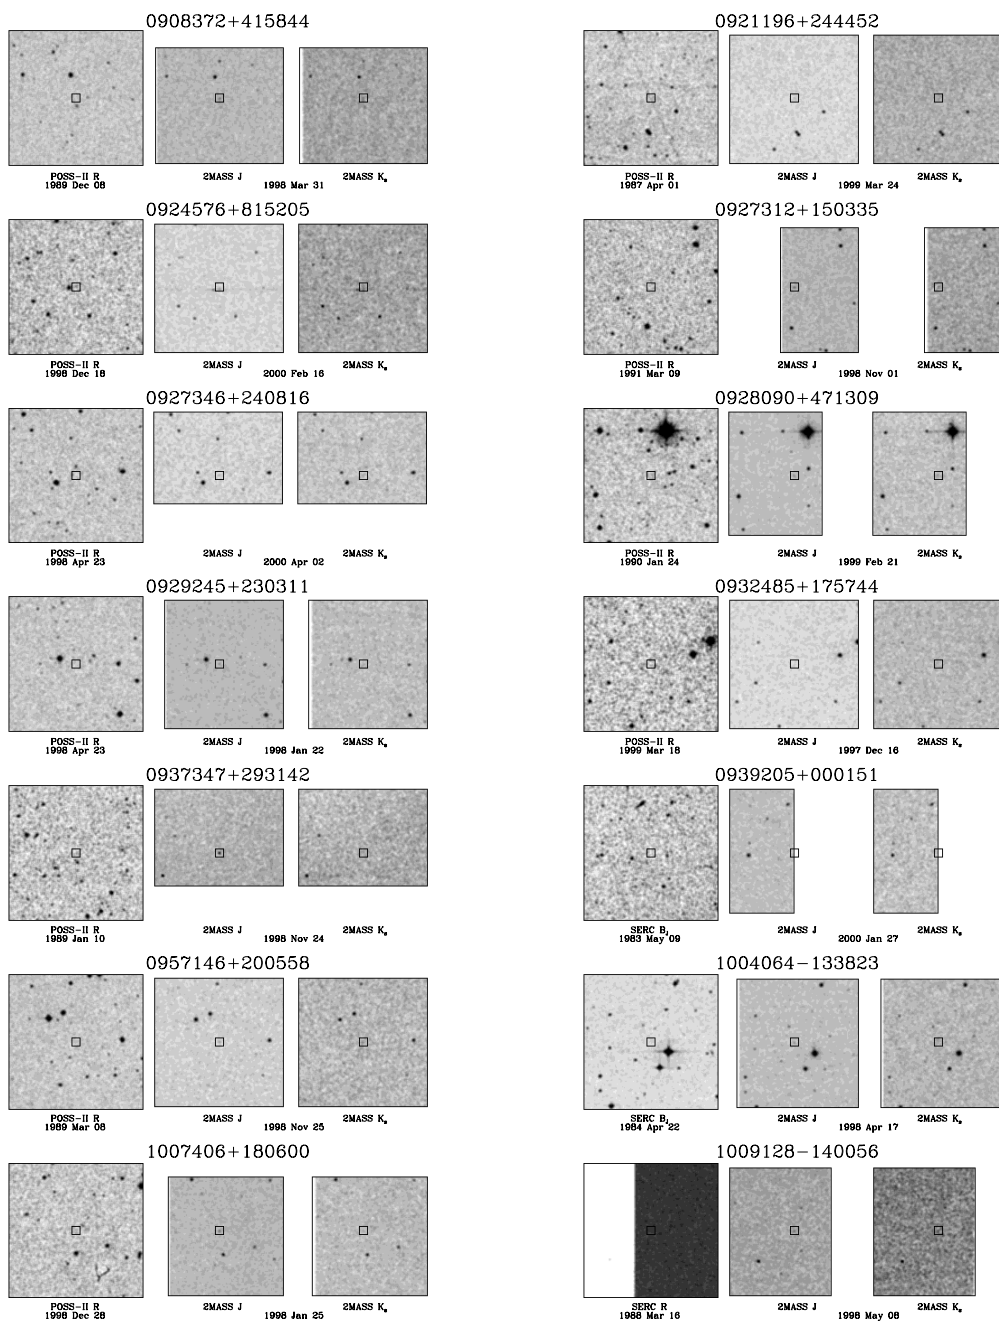 0908372+415844
POSS-II R
1989 Dec 08
2MASS J
1998 Mar 31
2MASS Ks
0921196+244452
POSS-II R
1987 Apr 01
2MASS J
1999 Mar 24
2MASS Ks
0924576+815205
POSS-II R
1998 Dec 18
2MASS J
2000 Feb 16
2MASS Ks
0927312+150335
POSS-II R
1991 Mar 09
2MASS J
1998 Nov 01
2MASS Ks
0927346+240816
POSS-II R
1998 Apr 23
2MASS J
2000 Apr 02
2MASS Ks
0928090+471309
POSS-II R
1990 Jan 24
2MASS J
1999 Feb 21
2MASS Ks
0929245+230311
POSS-II R
1998 Apr 23
2MASS J
1998 Jan 22
2MASS Ks
0932485+175744
POSS-II R
1999 Mar 18
2MASS J
1997 Dec 16
2MASS Ks
0937347+293142
POSS-II R
1989 Jan 10
2MASS J
1998 Nov 24
2MASS Ks
0939205+000151
SERC BJ
1983 May 09
2MASS J
2000 Jan 27
2MASS Ks
0957146+200558
POSS-II R
1989 Mar 08
2MASS J
1998 Nov 25
2MASS Ks
1004064-133823
SERC BJ
1984 Apr 22
2MASS J
1998 Apr 17
2MASS Ks
1007406+180600
POSS-II R
1998 Dec 28
2MASS J
1998 Jan 25
2MASS Ks
1009128-140056
SERC R
1988 Mar 16
2MASS J
1998 May 08
2MASS Ks